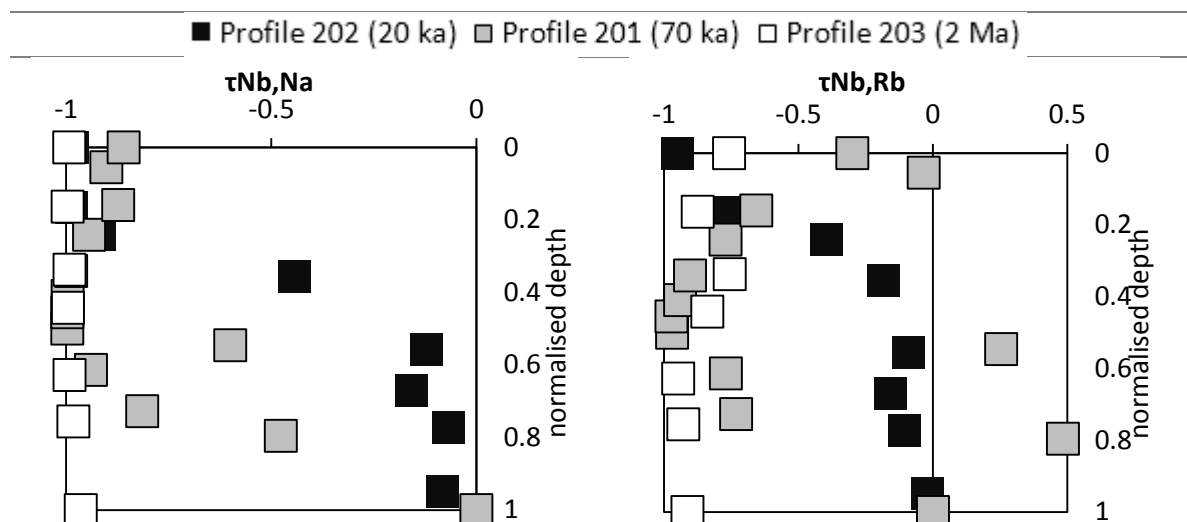 ■ Profile 202 (20 ka) ■ Profile 201 (70 ka) □ Profile 203 (2 Ma)
τNb,Na
-1 -0.5 0
0
0.2
0.4
0.6
0.8
1
normalised depth
τNb,Rb
-1 -0.5 0 0.5
0
0.2
0.4
0.6
0.8
1
normalised depth